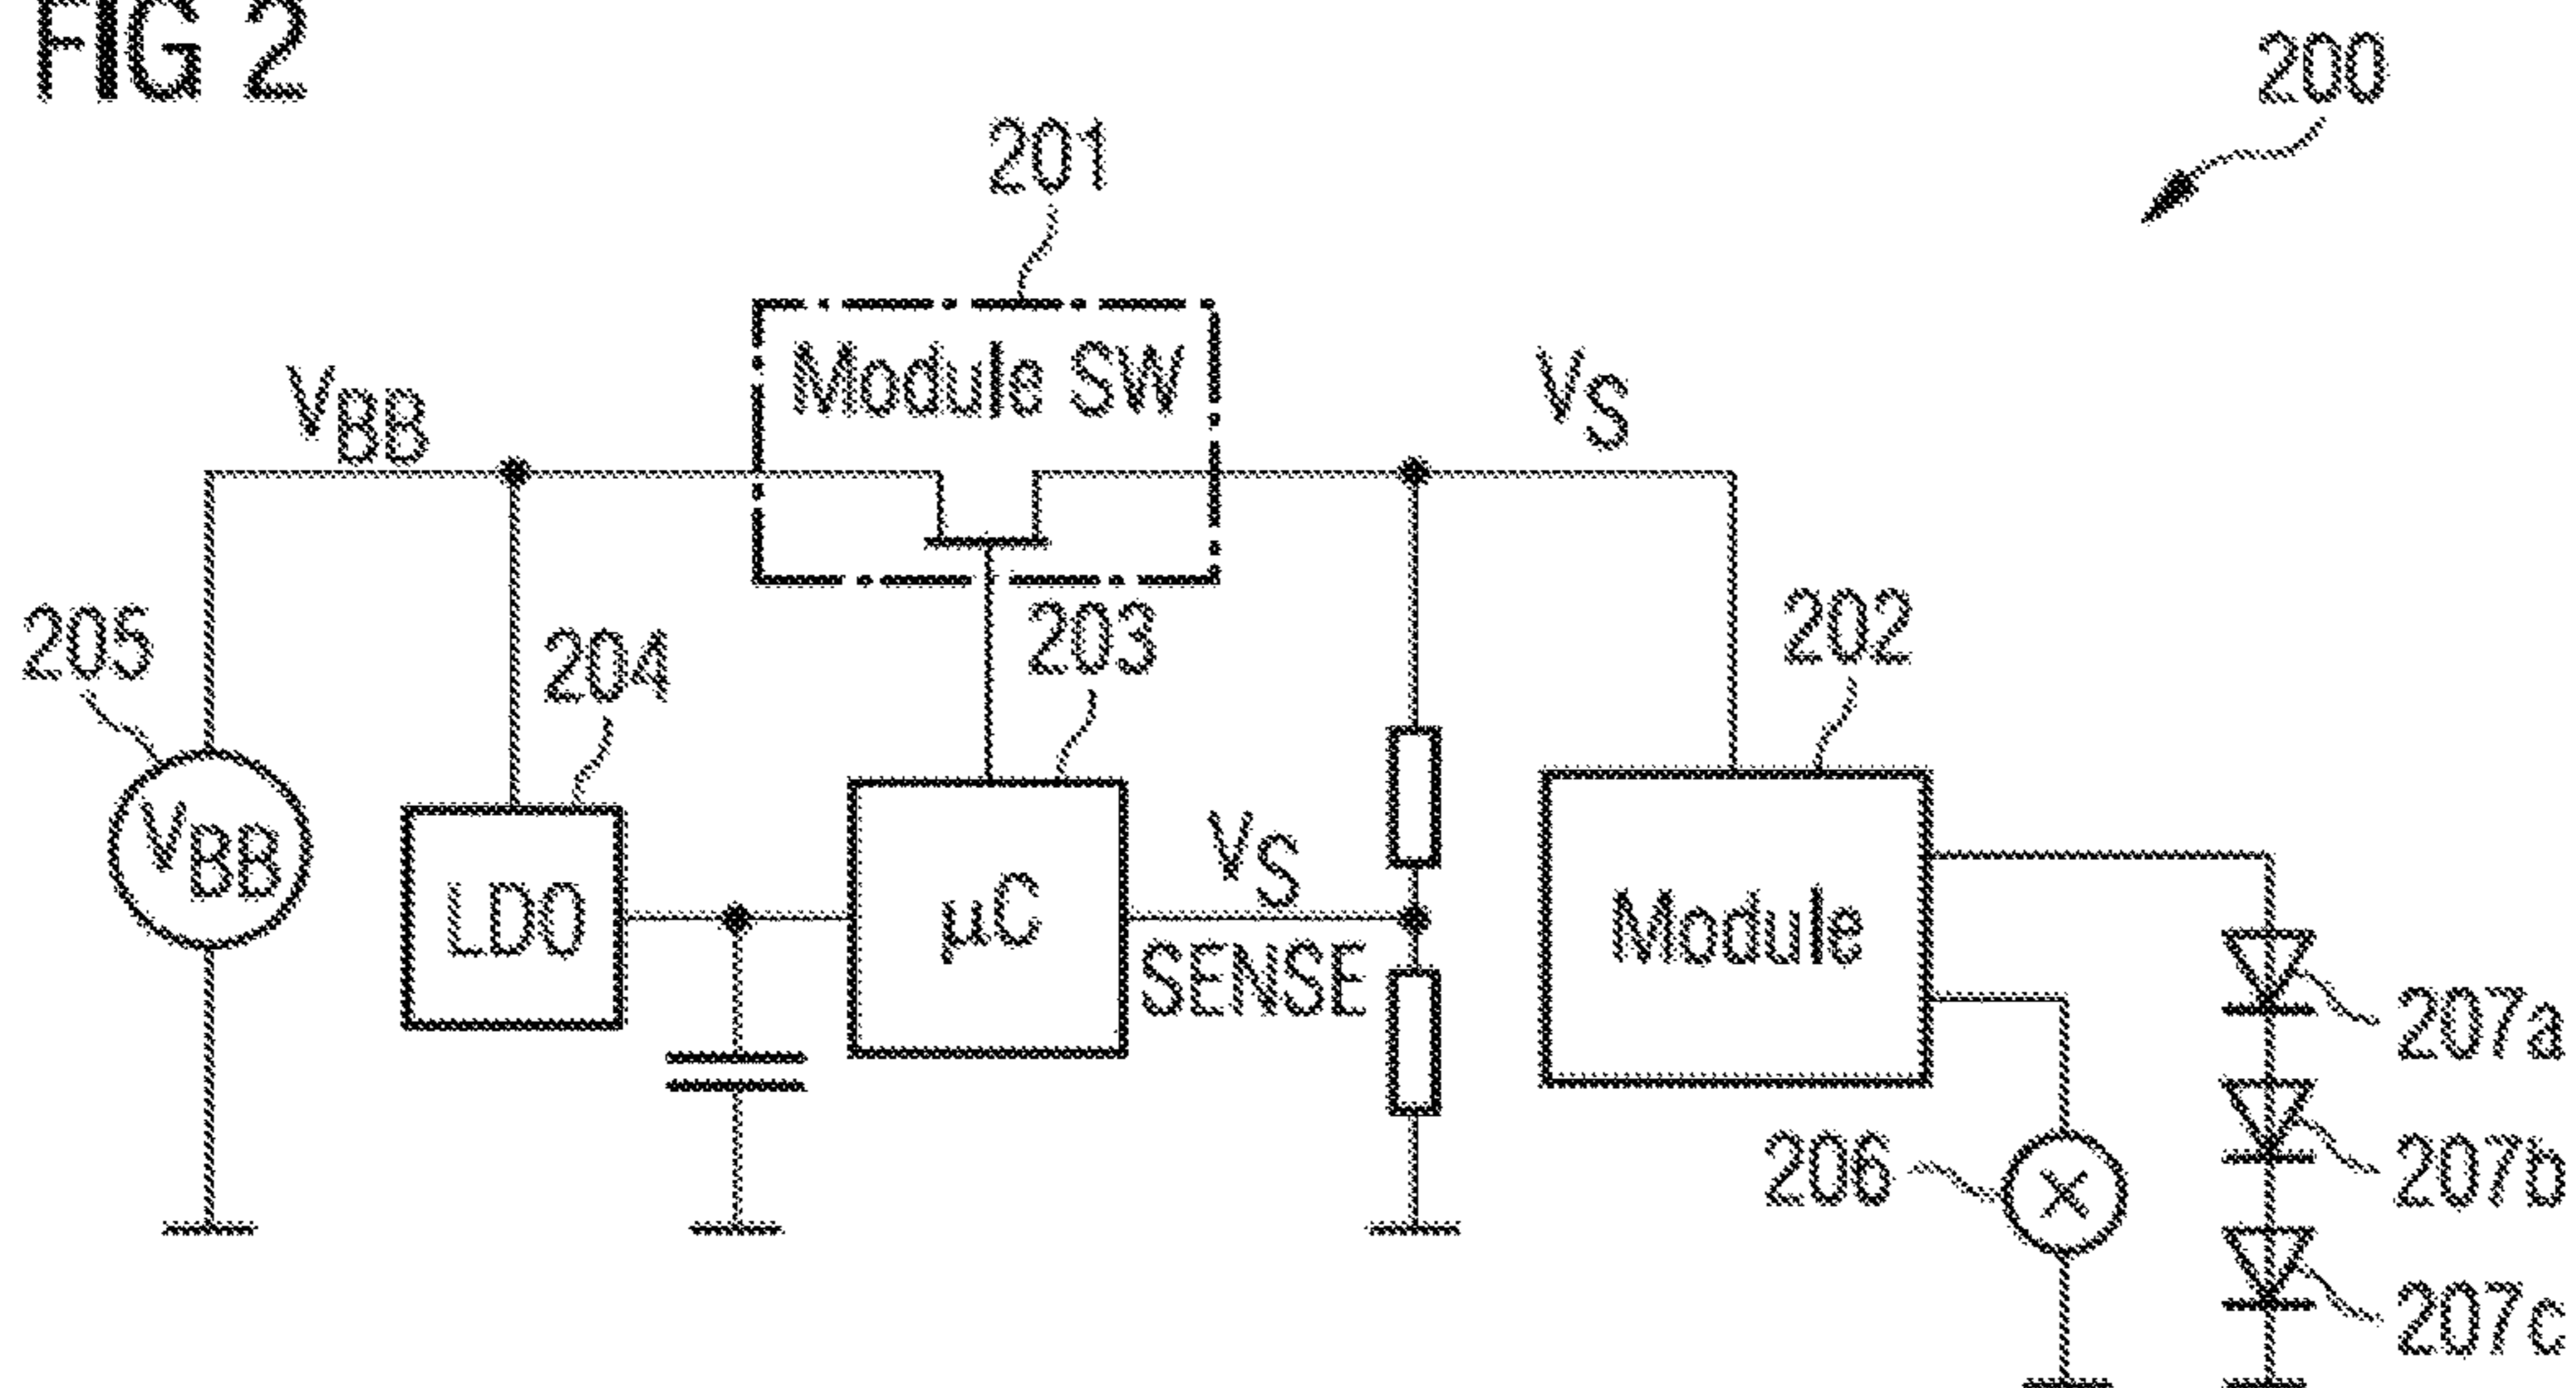 FIG 2
200
201
Module SW
VBB
VS
205
204
203
202
VBB
LDO
µC
VS
SENSE
Module
206
207a
207b
207c